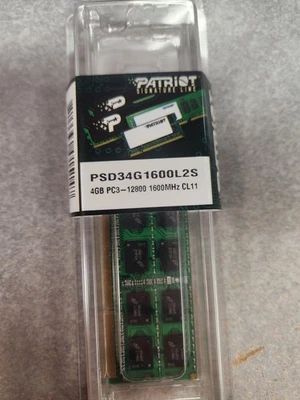 PATRIOT
SIGNATURE LINE
PSD34G1600L2S
4GB PC3-12800 1600MHz CL11